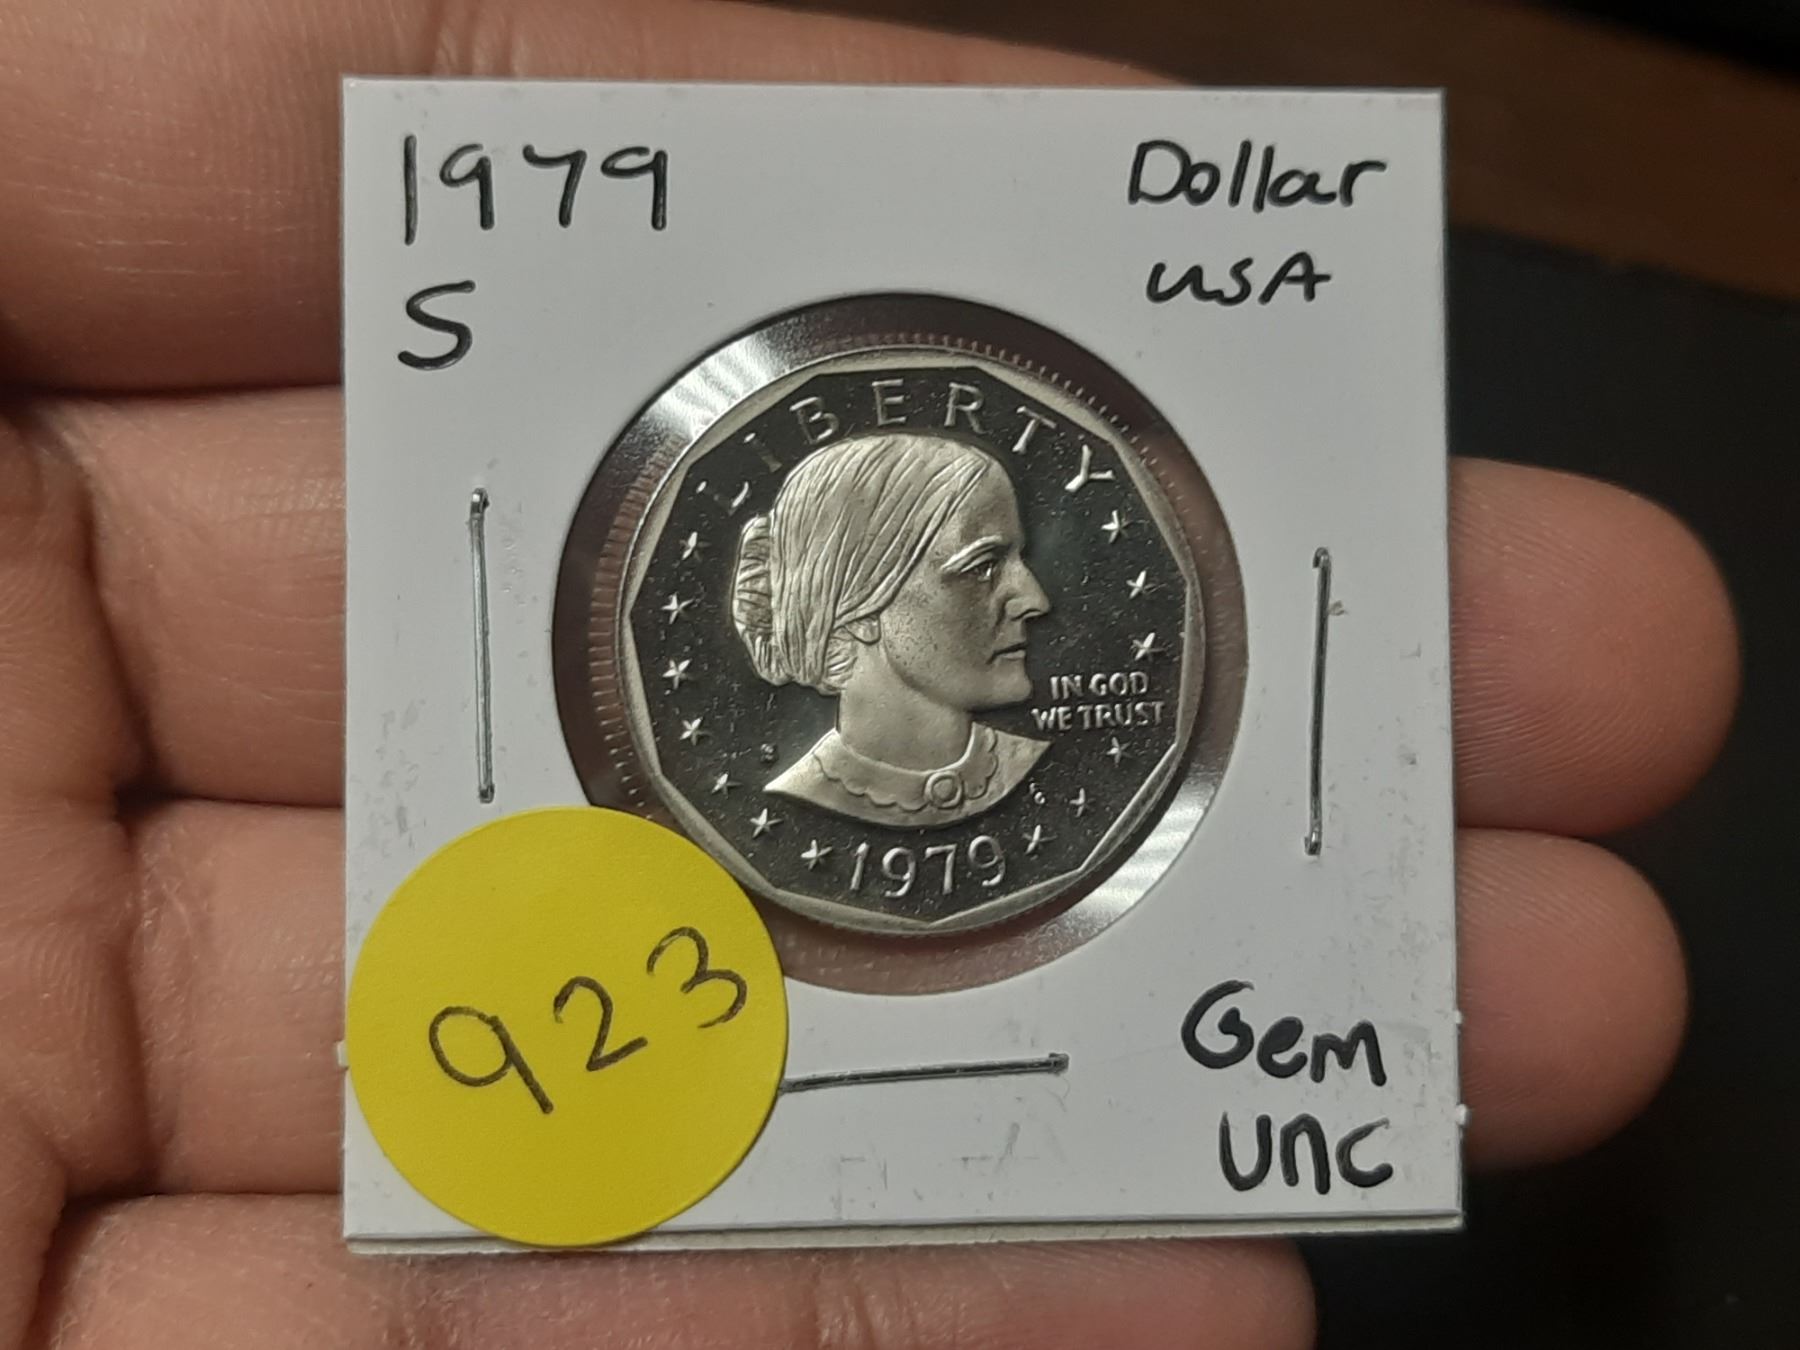 1979
S
Dollar
USA
LIBERTY
IN GOD
WE TRUST
S
1979
923
Gem
UNC